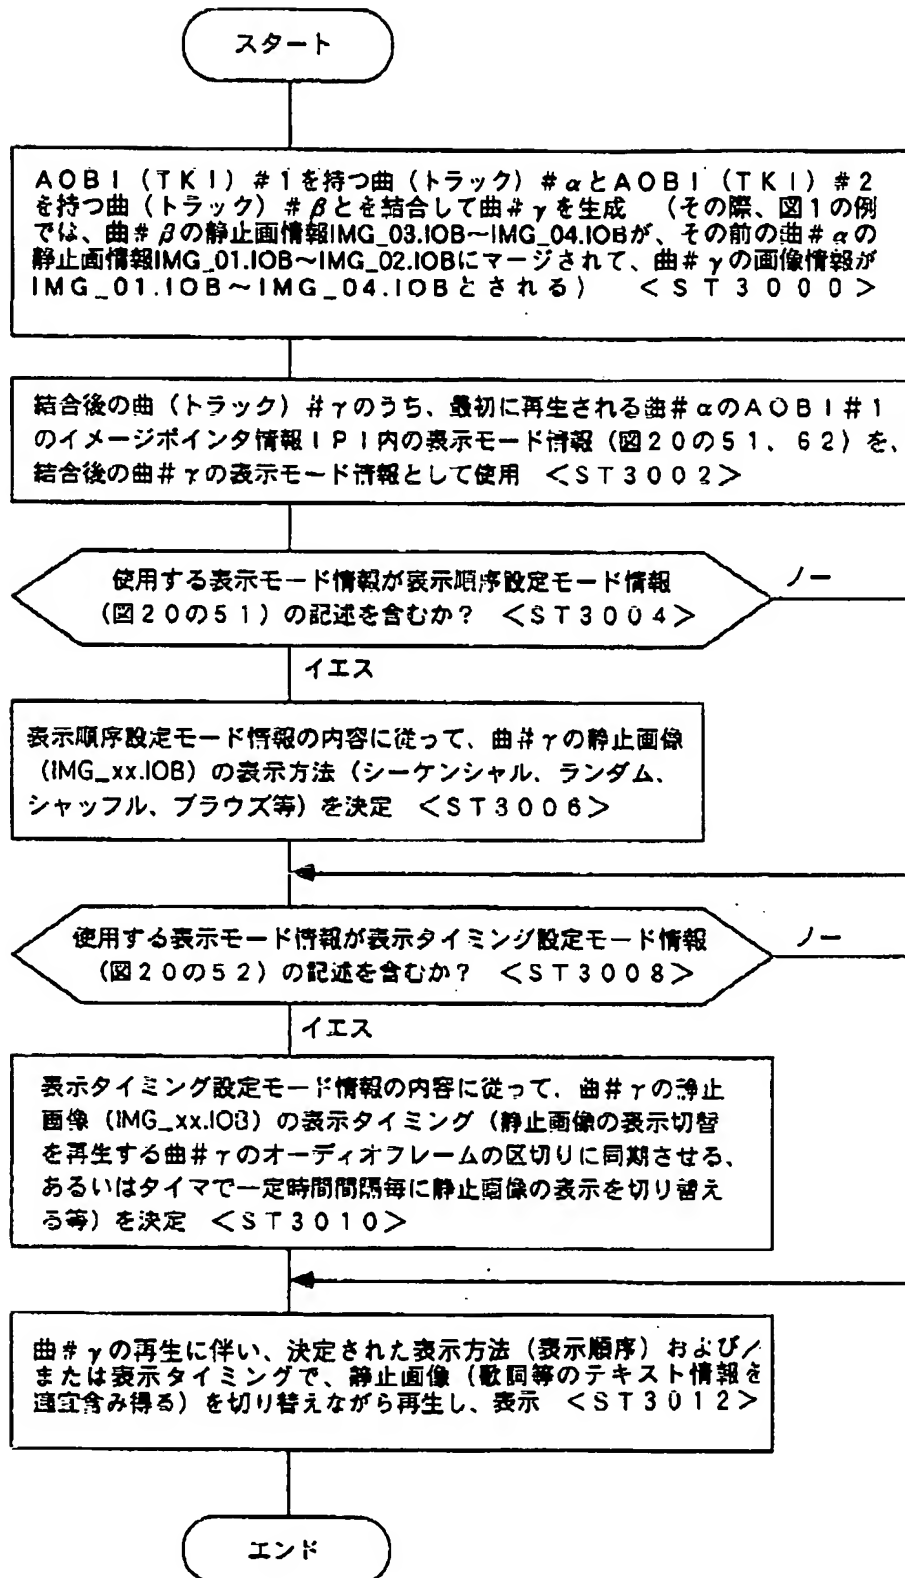 スタート
AOBI(TKI)#1を持つ曲(トラック)#αとAOBI(TKI)#2
を持つ曲(トラック)#βとを結合して曲#γを生成 (その際、図1の例
では、曲#βの静止画情報IMG_03.IOB~IMG_04.IOBが、その前の曲#αの
静止画情報IMG_01.IOB~IMG_02.IOBにマージされて、曲#γの画像情報が
IMG_01.IOB~IMG_04.IOBとされる) <ST3000>
結合後の曲(トラック)#γのうち、最初に再生される曲#αのAOBI#1
のイメージポインタ情報IPI内の表示モード情報(図20の51、62)を、
結合後の曲#γの表示モード情報として使用 <ST3002>
使用する表示モード情報が表示順序設定モード情報
(図20の51)の記述を含むか? <ST3004>
ノー
イエス
表示順序設定モード情報の内容に従って、曲#γの静止画像
(IMG_xx.IOB)の表示方法(シーケンシャル、ランダム、
シャッフル、ブラウズ等)を決定 <ST3006>
使用する表示モード情報が表示タイミング設定モード情報
(図20の52)の記述を含むか? <ST3008>
ノー
イエス
表示タイミング設定モード情報の内容に従って、曲#γの静止
画像(IMG_xx.IOB)の表示タイミング(静止画像の表示切替
を再生する曲#γのオーディオフレームの区切りに同期させる、
あるいはタイマで一定時間間隔毎に静止画像の表示を切り替え
る等)を決定 <ST3010>
曲#γの再生に伴い、決定された表示方法(表示順序)および/
または表示タイミングで、静止画像(歌詞等のテキスト情報を
適宜含み得る)を切り替えながら再生し、表示 <ST3012>
エンド